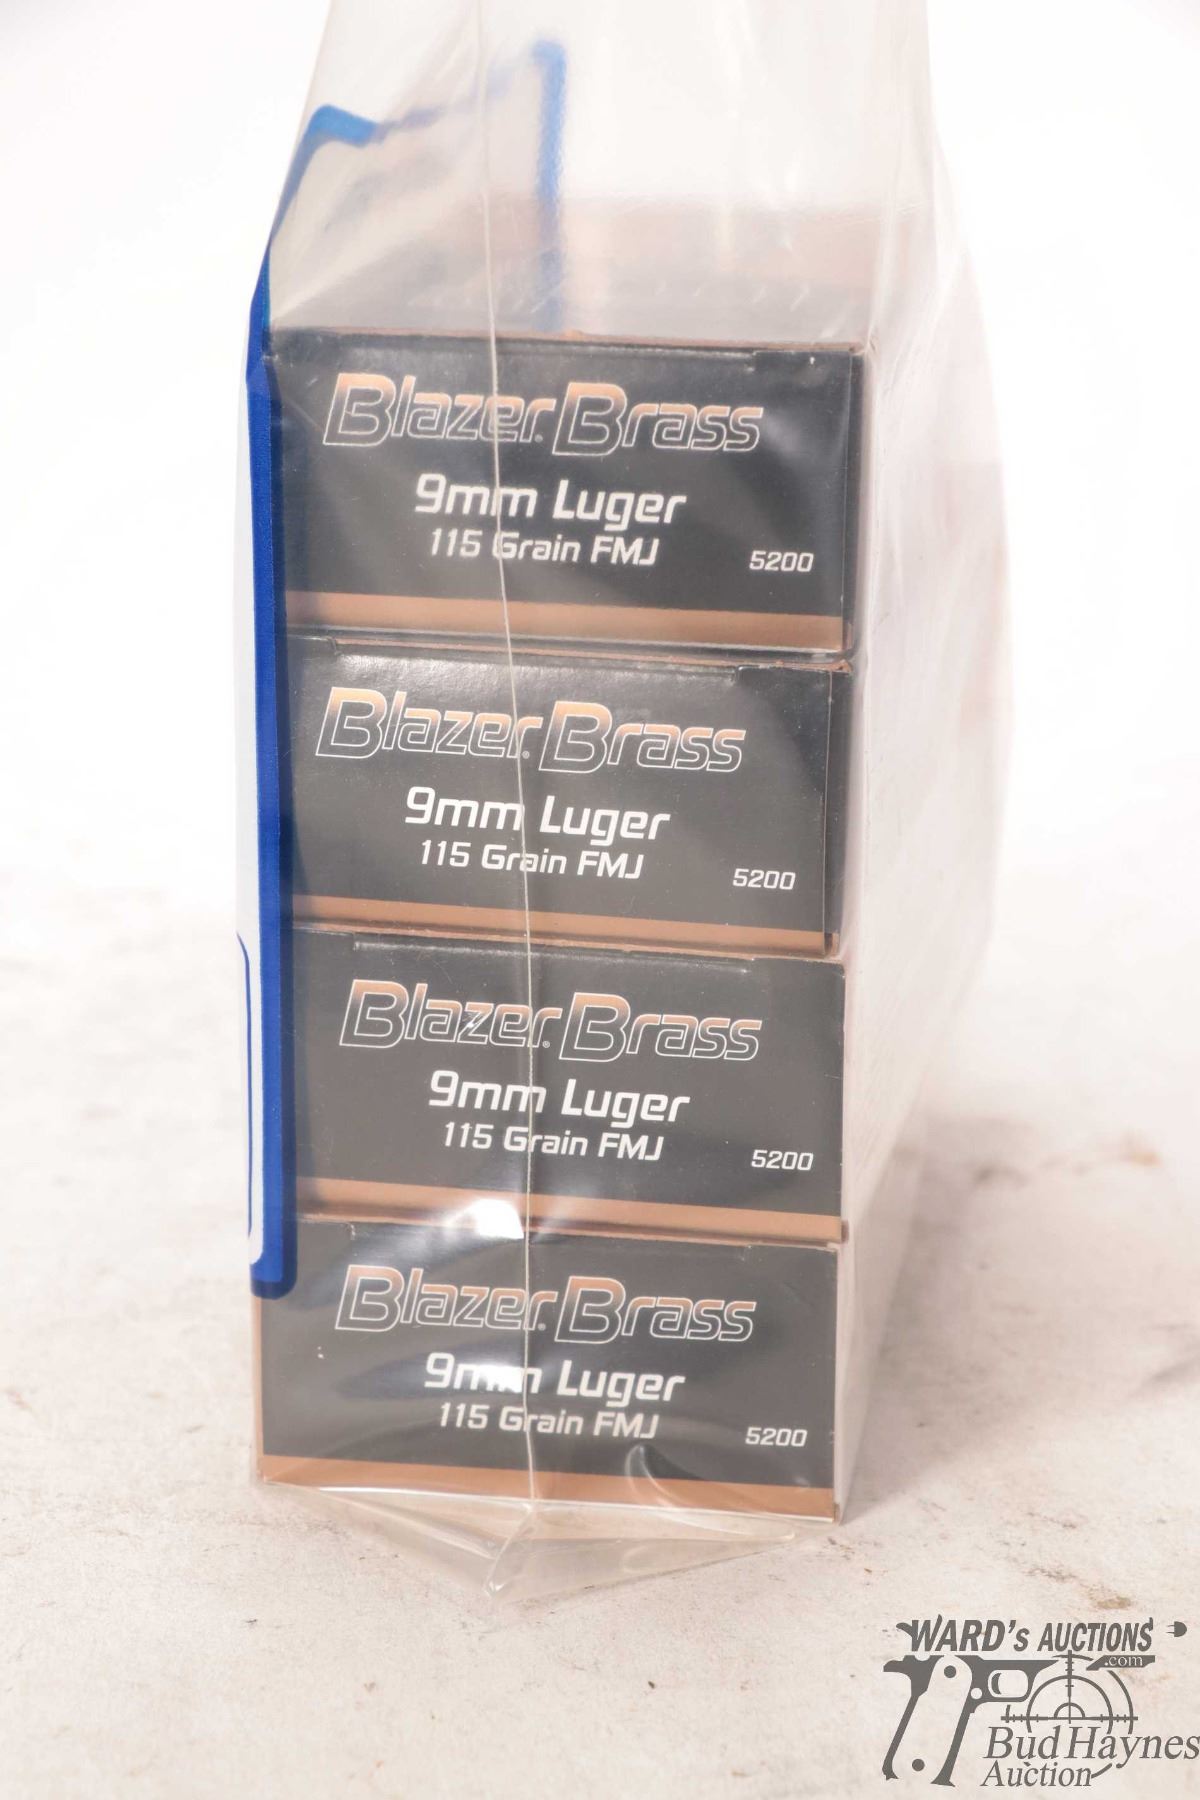 Blazer Brass
9mm Luger
115 Grain FMJ
5200
Blazer Brass
9mm Luger
115 Grain FMJ
5200
Blazer Brass
9mm Luger
115 Grain FMJ
5200
Blazer Brass
9mm Luger
115 Grain FMJ
5200
WARD's AUCTIONS
.com
Bud Haynes
Auction